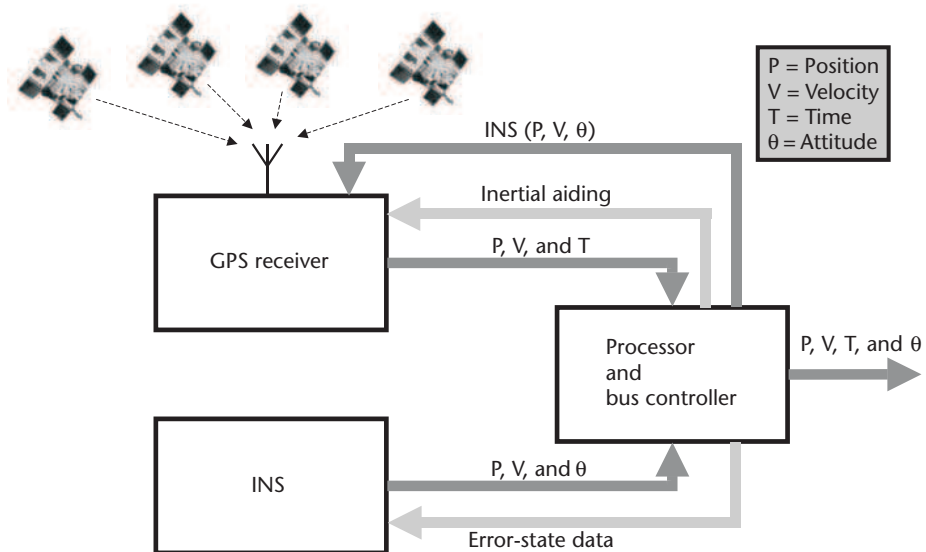 P = Position
V = Velocity
T = Time
θ = Attitude
INS (P, V, θ)
Inertial aiding
GPS receiver
P, V, and T
Processor
and
bus controller
P, V, T, and θ
INS
P, V, and θ
Error-state data